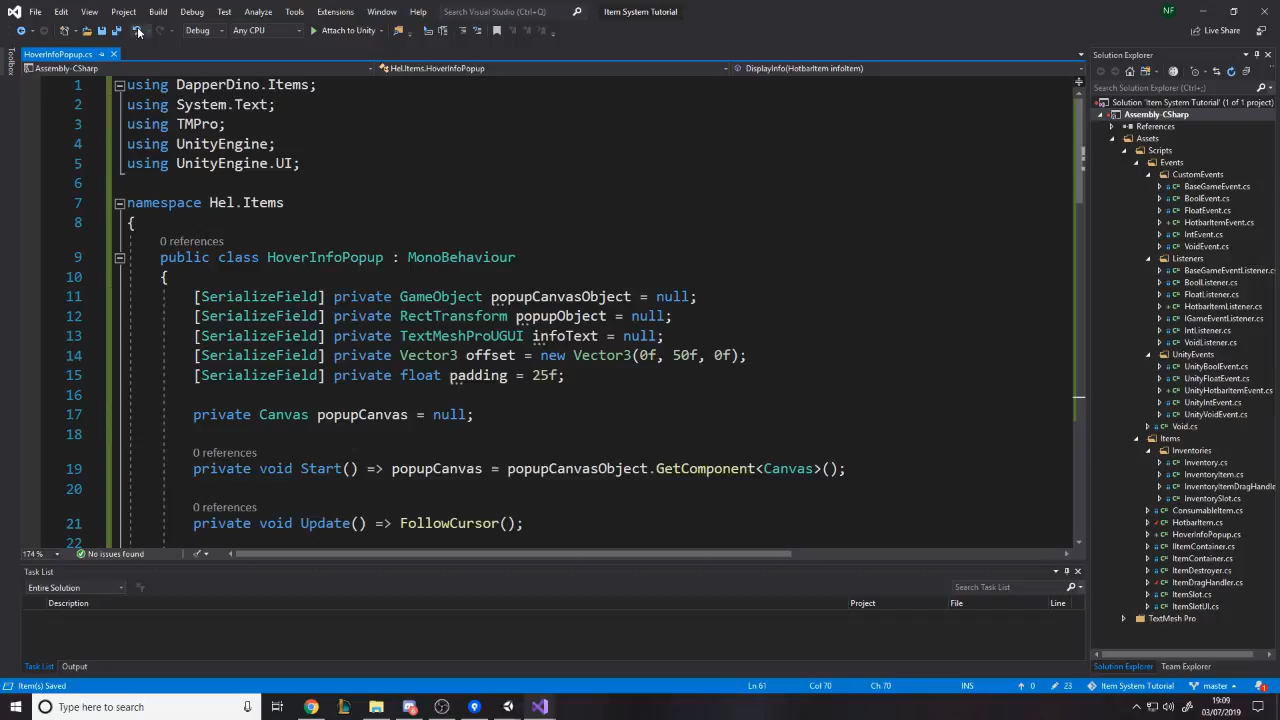 File Edit View Project Build Debug Test Analyze Tools Extensions Window Help Search Visual Studio Item System Tutorial NF
Debug Any CPU Attach to Unity Live Share
Toolbox
HoverInfoPopup.cs
Assembly-CSharp Hel.Items.HoverInfoPopup DisplayInfo(HotbarItem infoItem)
1 using DapperDino.Items;
2 using System.Text;
3 using TMPro;
4 using UnityEngine;
5 using UnityEngine.UI;
6
7 namespace Hel.Items
8 {
0 references
9 public class HoverInfoPopup : MonoBehaviour
10 {
11 [SerializeField] private GameObject popupCanvasObject = null;
12 [SerializeField] private RectTransform popupObject = null;
13 [SerializeField] private TextMeshProUGUI infoText = null;
14 [SerializeField] private Vector3 offset = new Vector3(0f, 50f, 0f);
15 [SerializeField] private float padding = 25f;
16
17 private Canvas popupCanvas = null;
18
0 references
19 private void Start() => popupCanvas = popupCanvasObject.GetComponent<Canvas>();
20
0 references
21 private void Update() => FollowCursor();
22
174 % No issues found
Task List
Entire Solution Search Task List
Description Project File Line
Task List Output
Solution Explorer
Search Solution Explorer (Ctrl+;)
Solution 'Item System Tutorial' (1 of 1 project)
Assembly-CSharp
References
Assets
Scripts
Events
CustomEvents
BaseGameEvent.cs
BoolEvent.cs
FloatEvent.cs
HotbarItemEvent.cs
IntEvent.cs
VoidEvent.cs
Listeners
BaseGameEventListener.c
BoolListener.cs
FloatListener.cs
HotbarItemListener.cs
IGameEventListener.cs
IntListener.cs
VoidListener.cs
UnityEvents
UnityBoolEvent.cs
UnityFloatEvent.cs
UnityHotbarItemEvent.cs
UnityIntEvent.cs
UnityVoidEvent.cs
Void.cs
Items
Inventories
Inventory.cs
InventoryItem.cs
InventoryItemDragHandle
InventorySlot.cs
ConsumableItem.cs
HotbarItem.cs
HoverInfoPopup.cs
IItemContainer.cs
ItemContainer.cs
ItemDestroyer.cs
ItemDragHandler.cs
ItemSlot.cs
ItemSlotUI.cs
TextMesh Pro
Solution Explorer Team Explorer
Item(s) Saved Ln 61 Col 70 Ch 70 INS 0 23 Item System Tutorial master 1
Type here to search 19:09
03/07/2019